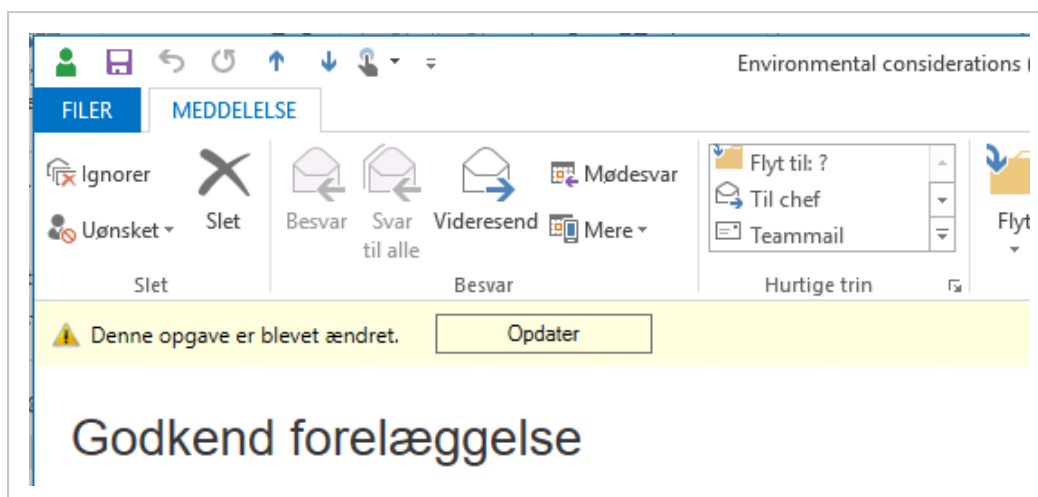 Environmental considerations (
FILER MEDDELELSE
Ignorer
Uønsket
Slet
Slet
Besvar
Svar
til alle
Videresend
Mødesvar
Mere
Besvar
Flyt til: ?
Til chef
Teammail
Hurtige trin
Flyt
Denne opgave er blevet ændret. Opdater
Godkend forelæggelse